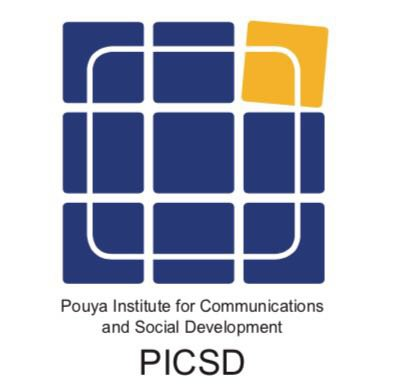 Pouya Institute for Communications
and Social Development
PICSD